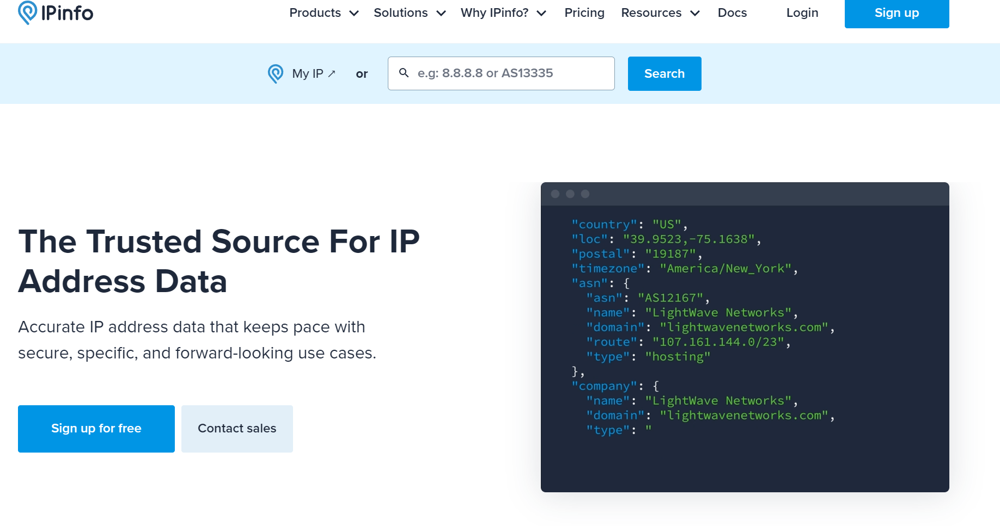 IPinfo
Products Solutions Why IPinfo? Pricing Resources Docs Login Sign up
My IP ↗ or e.g: 8.8.8.8 or AS13335 Search
The Trusted Source For IP
Address Data
Accurate IP address data that keeps pace with
secure, specific, and forward-looking use cases.
Sign up for free Contact sales
"country": "US",
"loc": "39.9523,-75.1638",
"postal": "19187",
"timezone": "America/New_York",
"asn": {
"asn": "AS12167",
"name": "LightWave Networks",
"domain": "lightwavenetworks.com",
"route": "107.161.144.0/23",
"type": "hosting"
},
"company": {
"name": "LightWave Networks",
"domain": "lightwavenetworks.com",
"type": "